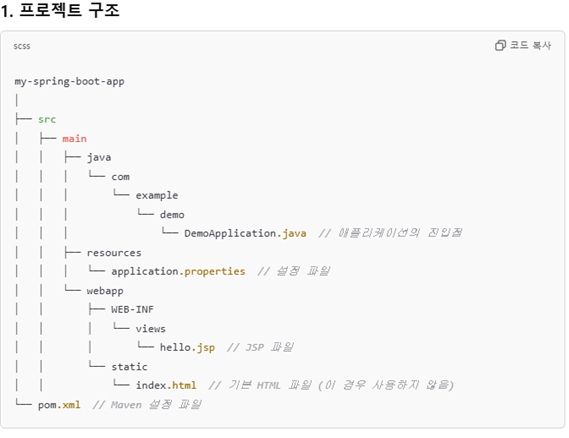 1. 프로젝트 구조
scss 코드 복사
my-spring-boot-app
│
├── src
│   ├── main
│   │   ├── java
│   │   │   └── com
│   │   │       └── example
│   │   │           └── demo
│   │   │               └── DemoApplication.java  // 애플리케이션의 진입점
│   │   ├── resources
│   │   │   └── application.properties  // 설정 파일
│   │   └── webapp
│   │       ├── WEB-INF
│   │       │   └── views
│   │       │       └── hello.jsp  // JSP 파일
│   │       └── static
│   │           └── index.html  // 기본 HTML 파일 (이 경우 사용하지 않음)
└── pom.xml  // Maven 설정 파일